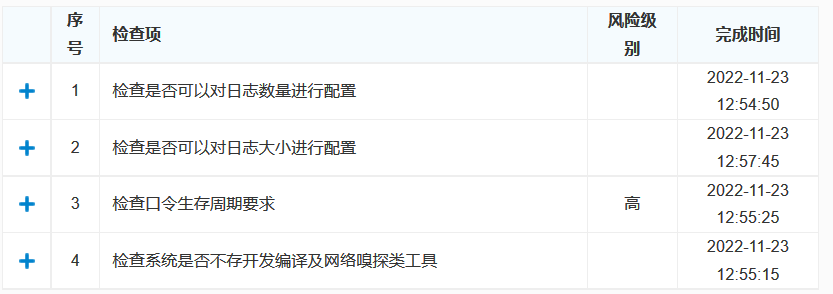 序号 检查项 风险级别 完成时间
1 检查是否可以对日志数量进行配置 2022-11-23 12:54:50
2 检查是否可以对日志大小进行配置 2022-11-23 12:57:45
3 检查口令生存周期要求 高 2022-11-23 12:55:25
4 检查系统是否不存开发编译及网络嗅探类工具 2022-11-23 12:55:15